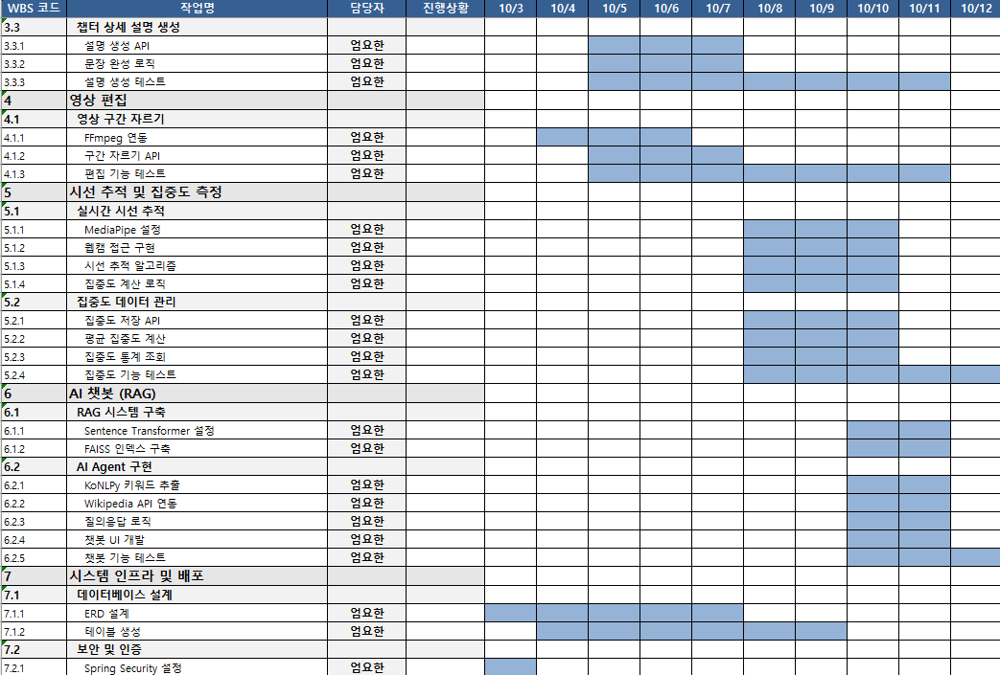 WBS 코드 작업명 담당자 진행상황 10/3 10/4 10/5 10/6 10/7 10/8 10/9 10/10 10/11 10/12
3.3 챕터 상세 설명 생성
3.3.1 설명 생성 API 엄요한
3.3.2 문장 완성 로직 엄요한
3.3.3 설명 생성 테스트 엄요한
4 영상 편집
4.1 영상 구간 자르기
4.1.1 FFmpeg 연동 엄요한
4.1.2 구간 자르기 API 엄요한
4.1.3 편집 기능 테스트 엄요한
5 시선 추적 및 집중도 측정
5.1 실시간 시선 추적
5.1.1 MediaPipe 설정 엄요한
5.1.2 웹캠 접근 구현 엄요한
5.1.3 시선 추적 알고리즘 엄요한
5.1.4 집중도 계산 로직 엄요한
5.2 집중도 데이터 관리
5.2.1 집중도 저장 API 엄요한
5.2.2 평균 집중도 계산 엄요한
5.2.3 집중도 통계 조회 엄요한
5.2.4 집중도 기능 테스트 엄요한
6 AI 챗봇 (RAG)
6.1 RAG 시스템 구축
6.1.1 Sentence Transformer 설정 엄요한
6.1.2 FAISS 인덱스 구축 엄요한
6.2 AI Agent 구현
6.2.1 KoNLPy 키워드 추출 엄요한
6.2.2 Wikipedia API 연동 엄요한
6.2.3 질의응답 로직 엄요한
6.2.4 챗봇 UI 개발 엄요한
6.2.5 챗봇 기능 테스트 엄요한
7 시스템 인프라 및 배포
7.1 데이터베이스 설계
7.1.1 ERD 설계 엄요한
7.1.2 테이블 생성 엄요한
7.2 보안 및 인증
7.2.1 Spring Security 설정 엄요한